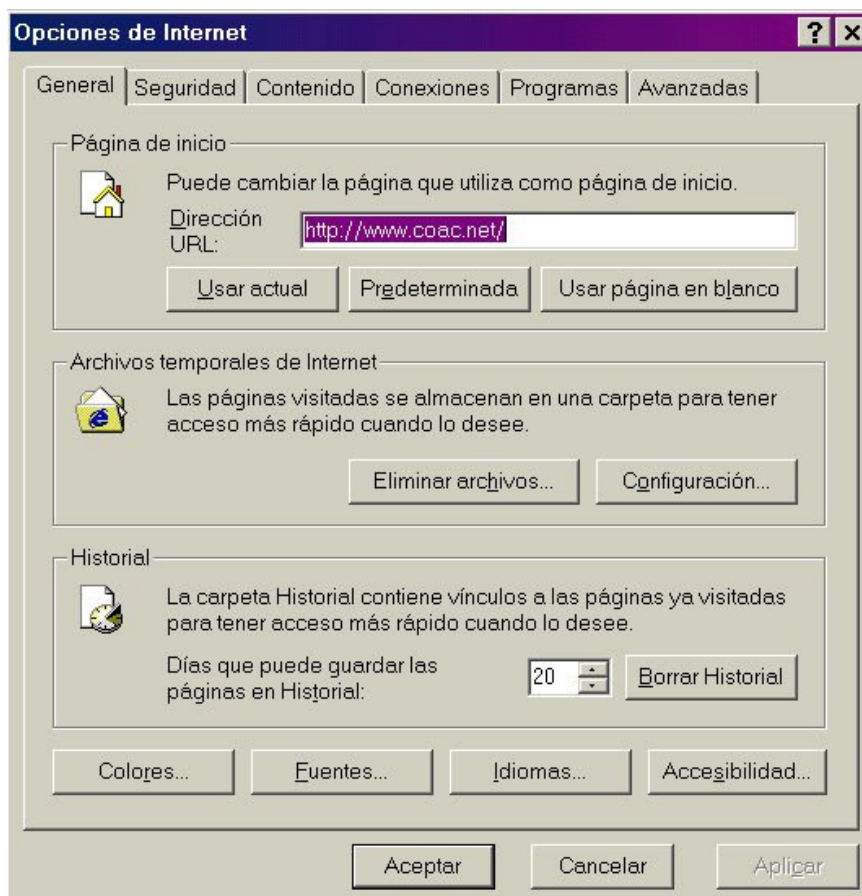 Opciones de Internet
General Seguridad Contenido Conexiones Programas Avanzadas
Página de inicio
Puede cambiar la página que utiliza como página de inicio.
Dirección
URL:
http://www.coac.net/
Usar actual Predeterminada Usar página en blanco
Archivos temporales de Internet
Las páginas visitadas se almacenan en una carpeta para tener
acceso más rápido cuando lo desee.
Eliminar archivos... Configuración...
Historial
La carpeta Historial contiene vínculos a las páginas ya visitadas
para tener acceso más rápido cuando lo desee.
Días que puede guardar las
páginas en Historial:
20 Borrar Historial
Colores... Fuentes... Idiomas... Accesibilidad...
Aceptar Cancelar Aplicar